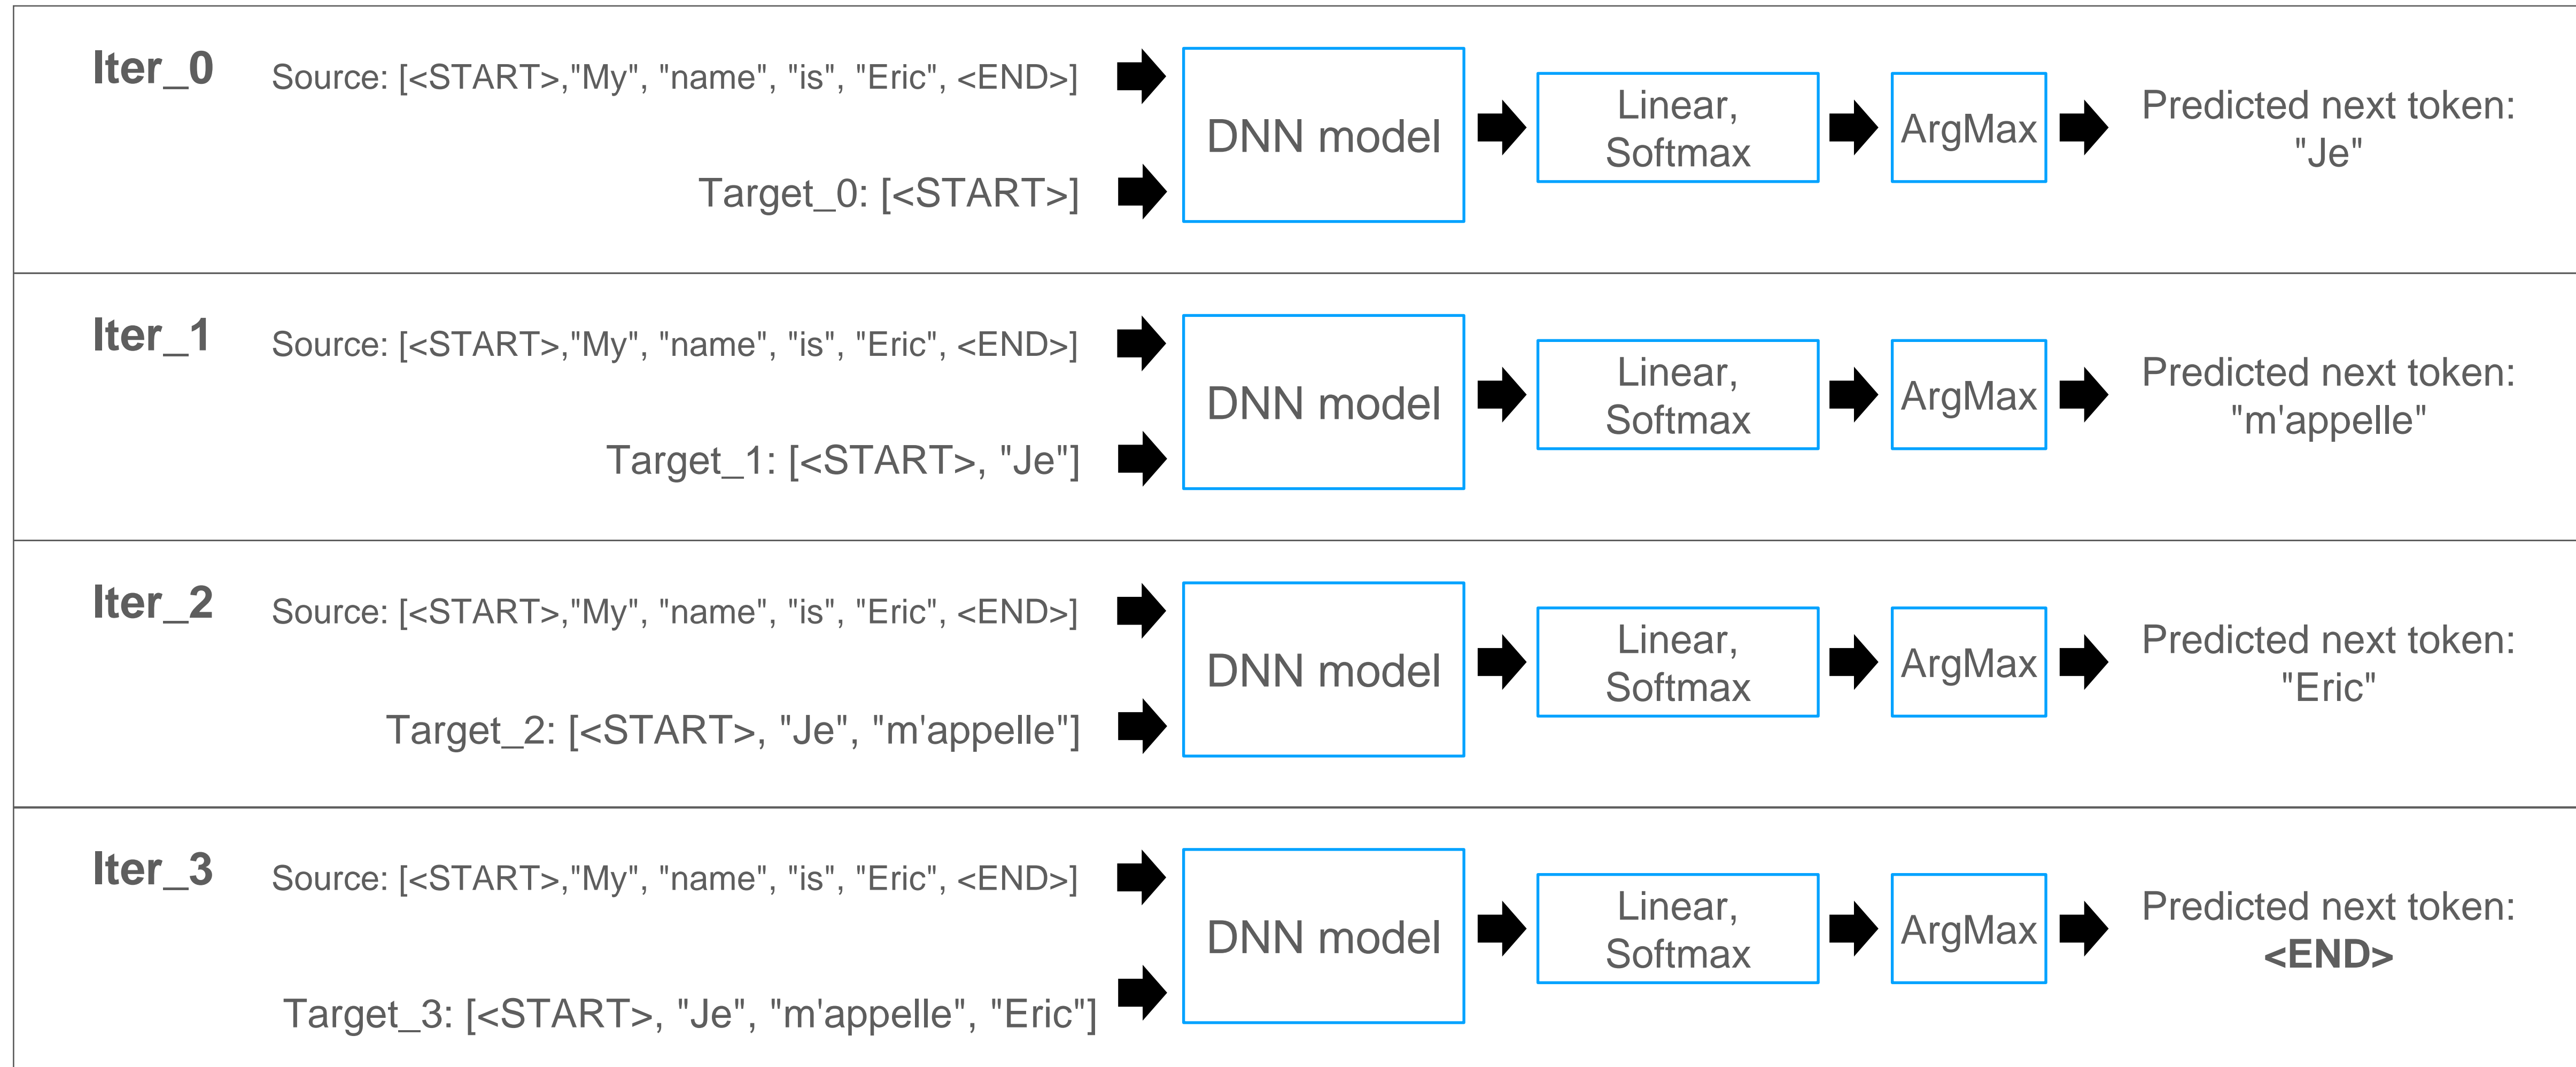 Iter_0
Source: [<START>,"My", "name", "is", "Eric", <END>]
Target_0: [<START>]
DNN model
Linear,
Softmax
ArgMax
Predicted next token:
"Je"
Iter_1
Source: [<START>,"My", "name", "is", "Eric", <END>]
Target_1: [<START>, "Je"]
DNN model
Linear,
Softmax
ArgMax
Predicted next token:
"m'appelle"
Iter_2
Source: [<START>,"My", "name", "is", "Eric", <END>]
Target_2: [<START>, "Je", "m'appelle"]
DNN model
Linear,
Softmax
ArgMax
Predicted next token:
"Eric"
Iter_3
Source: [<START>,"My", "name", "is", "Eric", <END>]
Target_3: [<START>, "Je", "m'appelle", "Eric"]
DNN model
Linear,
Softmax
ArgMax
Predicted next token:
<END>